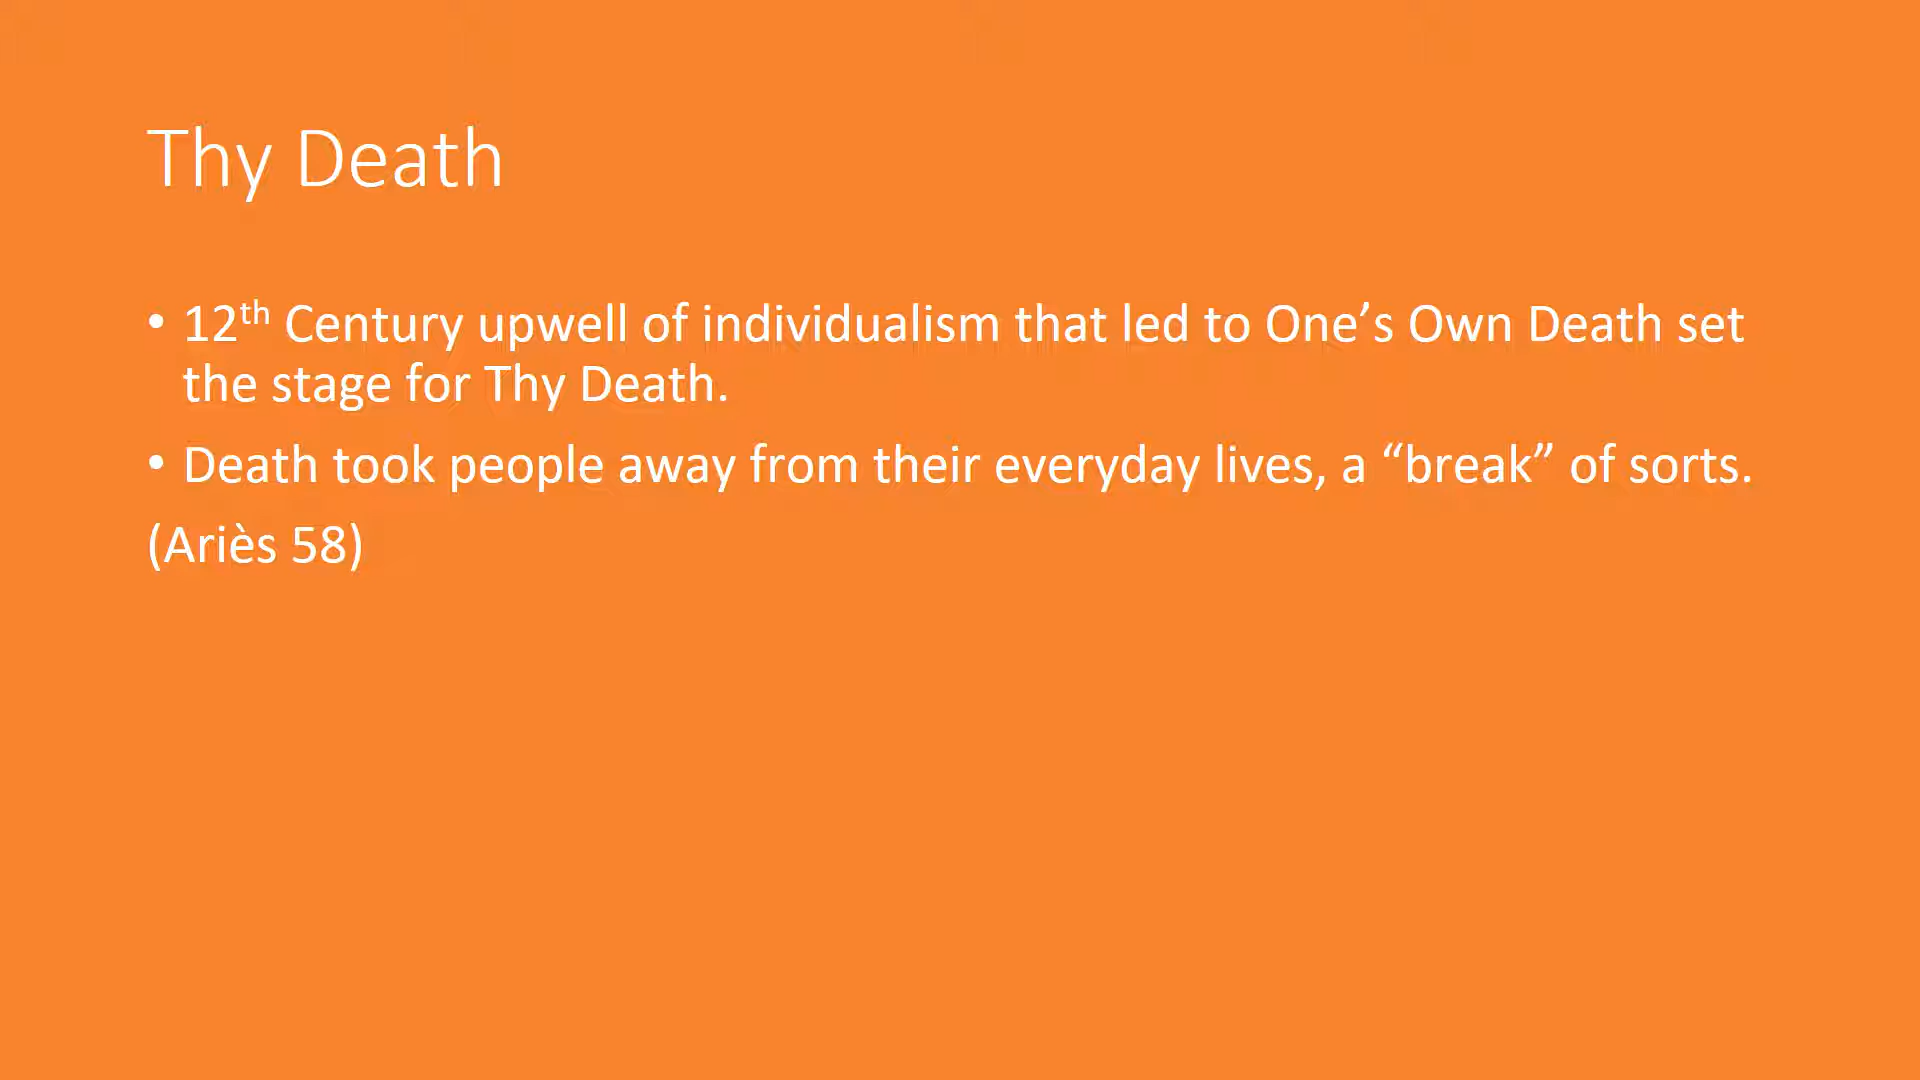 Thy Death
• 12th Century upwell of individualism that led to One’s Own Death set
the stage for Thy Death.
• Death took people away from their everyday lives, a “break” of sorts.
(Ariès 58)